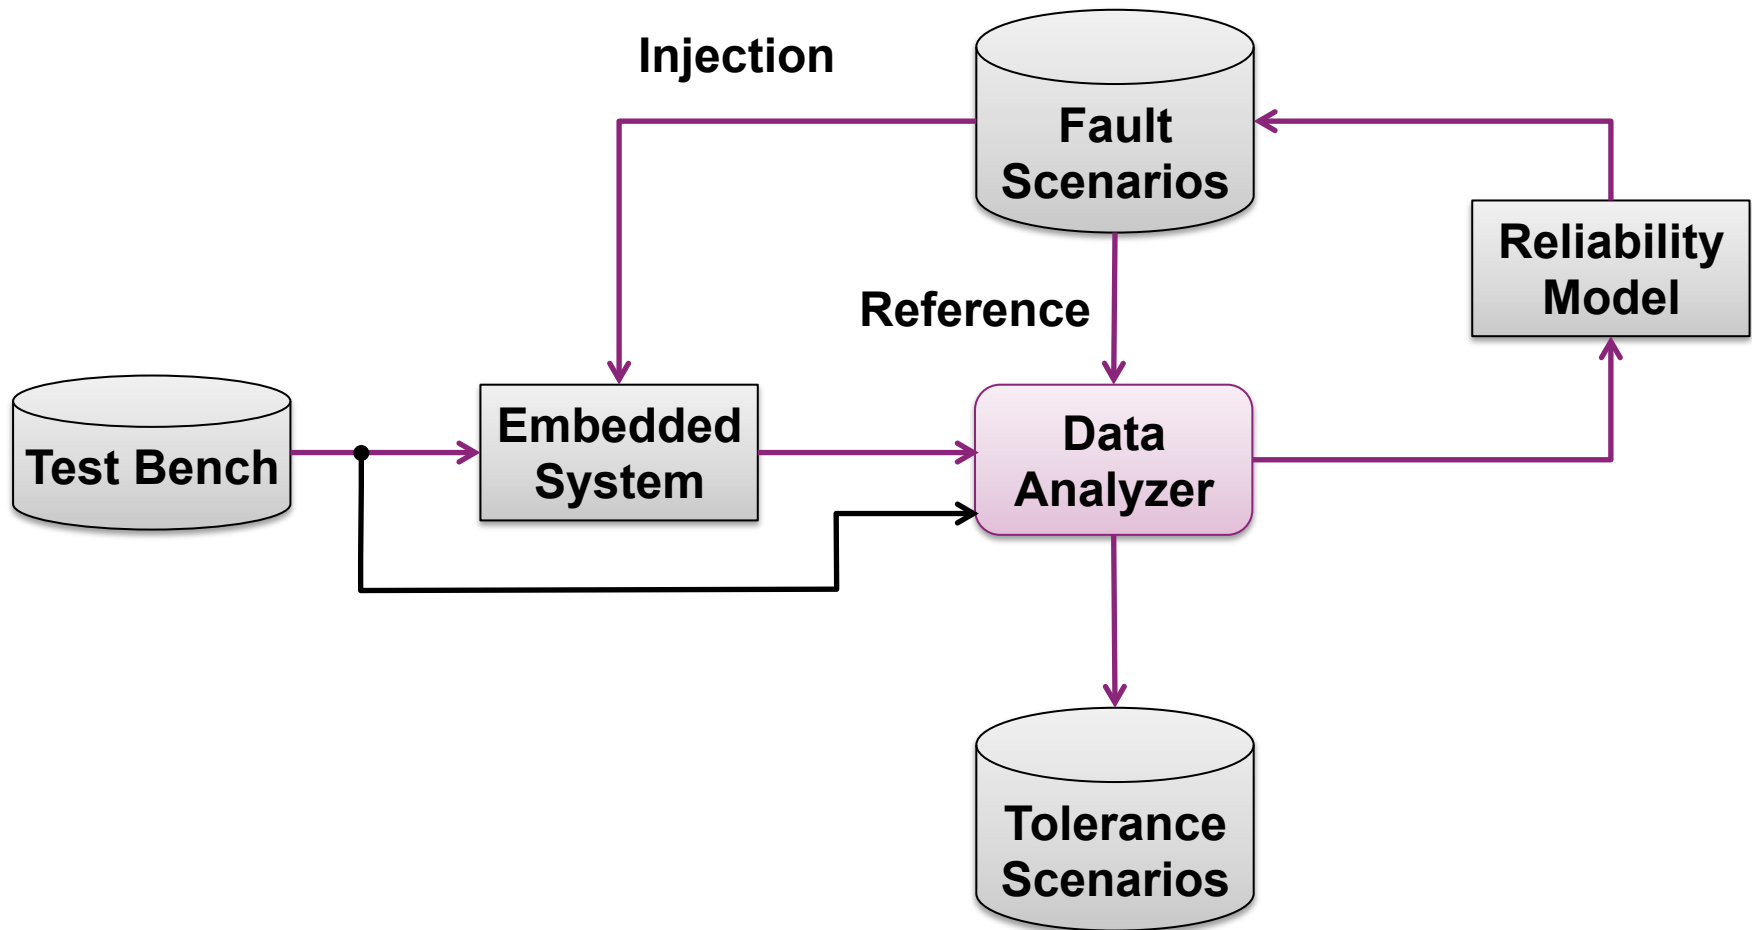 Injection
Fault
Scenarios
Reliability
Model
Reference
Test Bench
Embedded
System
Data
Analyzer
Tolerance
Scenarios